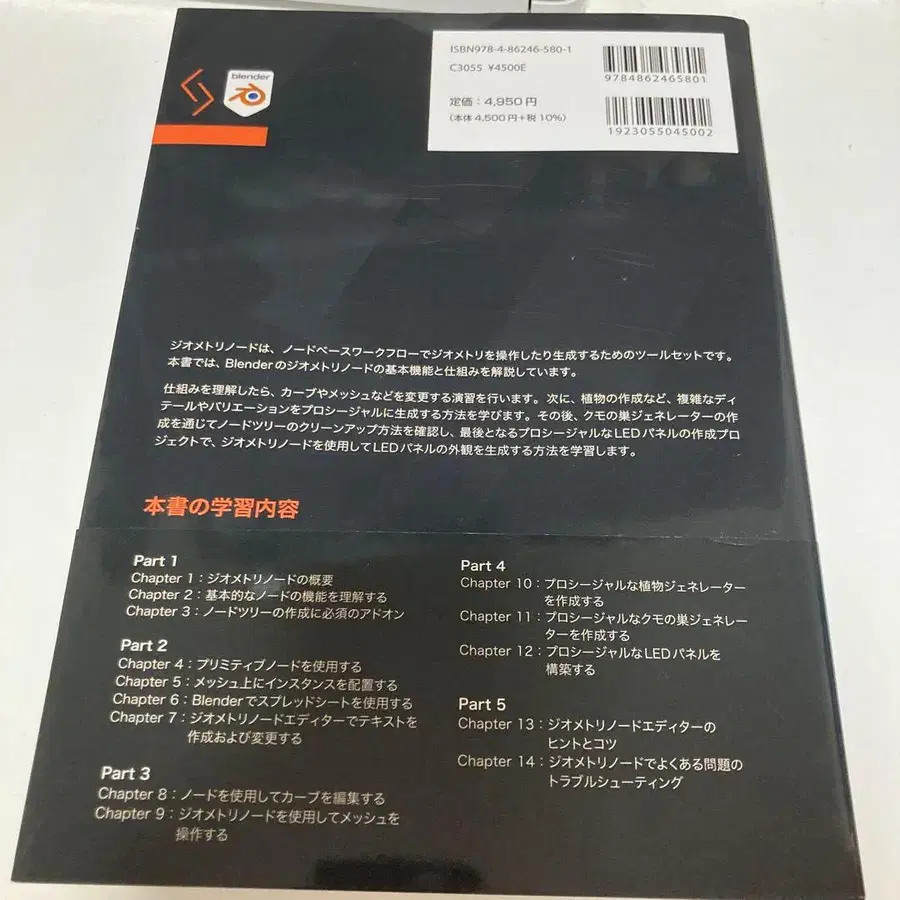 ISBN978-4-86246-580-1
C3055 ¥4500E
定価：4,950円
（本体4,500円＋税10%）
9784862465801
1923055045002
blender
ジオメトリノードは、ノードベースワークフローでジオメトリを操作したり生成するためのツールセットです。
本書では、Blenderのジオメトリノードの基本機能と仕組みを解説しています。
仕組みを理解したら、カーブやメッシュなどを変更する演習を行います。次に、植物の作成など、複雑なディ
テールやバリエーションをプロシージャルに生成する方法を学びます。その後、クモの巣ジェネレーターの作
成を通じてノードツリーのクリーンアップ方法を確認し、最後となるプロシージャルなLEDパネルの作成プロ
ジェクトで、ジオメトリノードを使用してLEDパネルの外観を生成する方法を学習します。
本書の学習内容
Part 1
Chapter 1：ジオメトリノードの概要
Chapter 2：基本的なノードの機能を理解する
Chapter 3：ノードツリーの作成に必須のアドオン
Part 2
Chapter 4：プリミティブノードを使用する
Chapter 5：メッシュ上にインスタンスを配置する
Chapter 6：Blenderでスプレッドシートを使用する
Chapter 7：ジオメトリノードエディターでテキストを
作成および変更する
Part 3
Chapter 8：ノードを使用してカーブを編集する
Chapter 9：ジオメトリノードを使用してメッシュを
操作する
Part 4
Chapter 10：プロシージャルな植物ジェネレーター
を作成する
Chapter 11：プロシージャルなクモの巣ジェネレー
ターを作成する
Chapter 12：プロシージャルなLEDパネルを
構築する
Part 5
Chapter 13：ジオメトリノードエディターの
ヒントとコツ
Chapter 14：ジオメトリノードでよくある問題の
トラブルシューティング